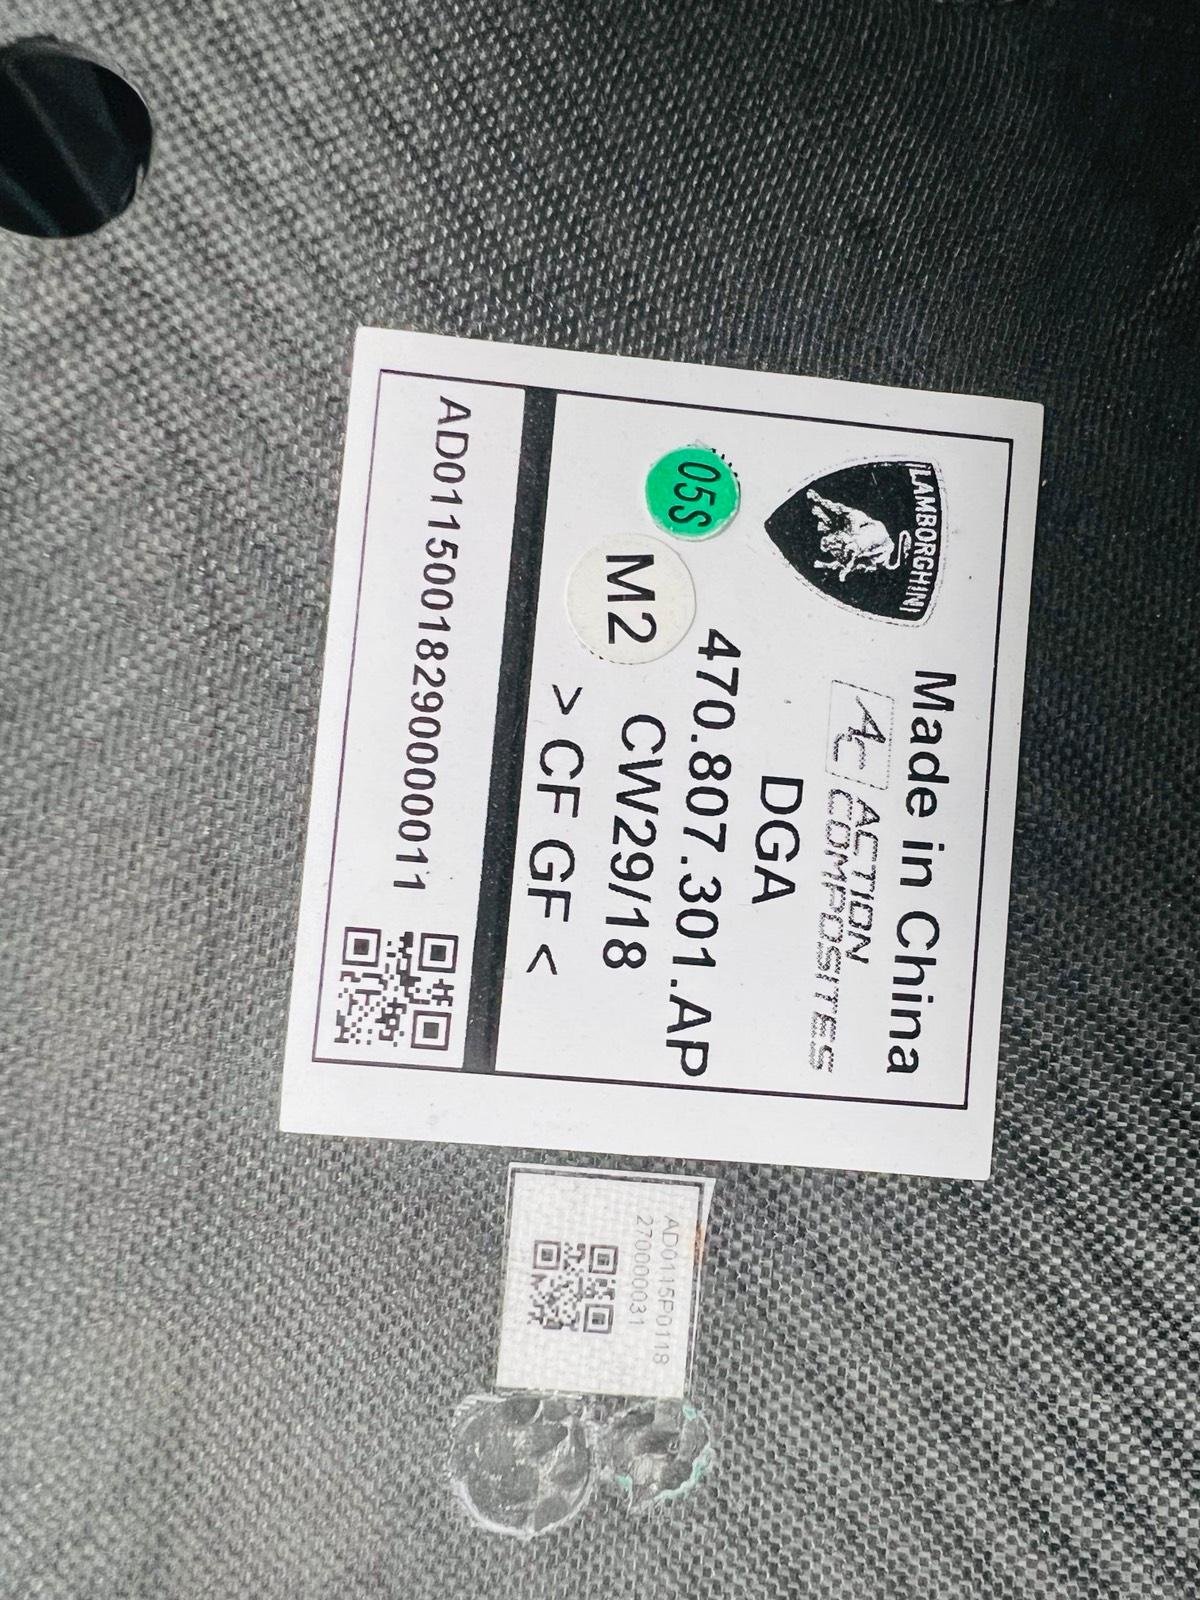 LAMBORGHINI
Made in China
AC ACTION
COMPOSITES
DGA
05S
470.807.301.AP
M2
CW29/18
>CF GF<
AD01150018290000011
AD0115P0118
270000031